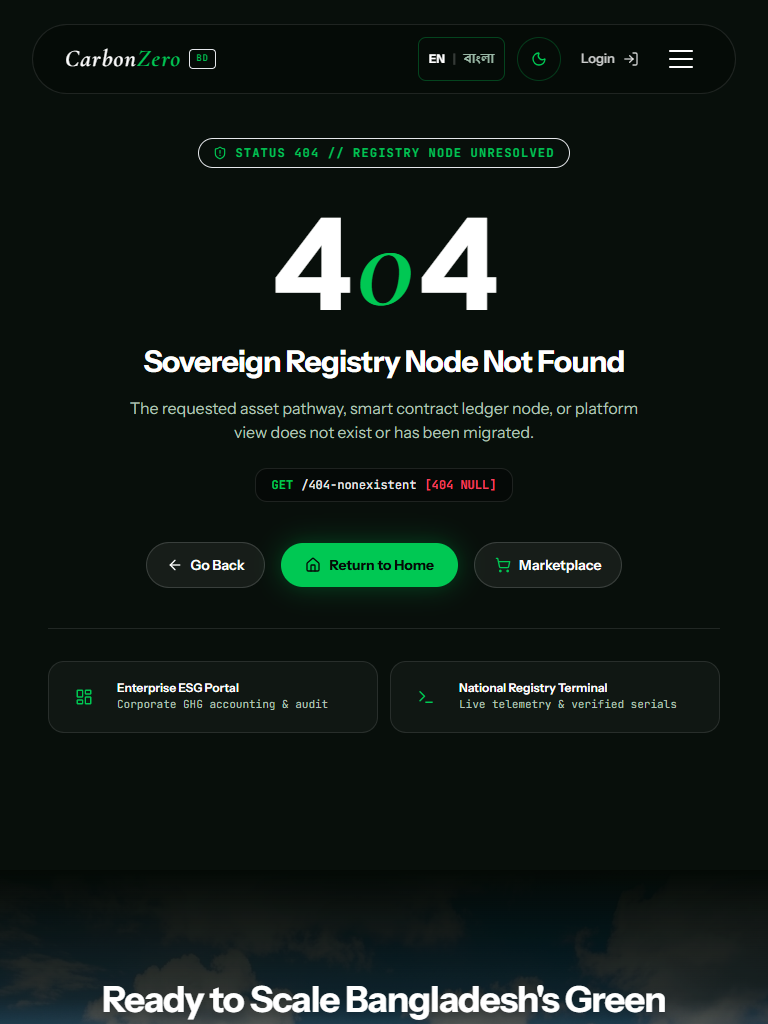 CarbonZero BD
EN | বাংলা
Login
STATUS 404 // REGISTRY NODE UNRESOLVED
404
Sovereign Registry Node Not Found
The requested asset pathway, smart contract ledger node, or platform
view does not exist or has been migrated.
GET /404-nonexistent [404 NULL]
Go Back
Return to Home
Marketplace
Enterprise ESG Portal
Corporate GHG accounting & audit
National Registry Terminal
Live telemetry & verified serials
Ready to Scale Bangladesh's Green